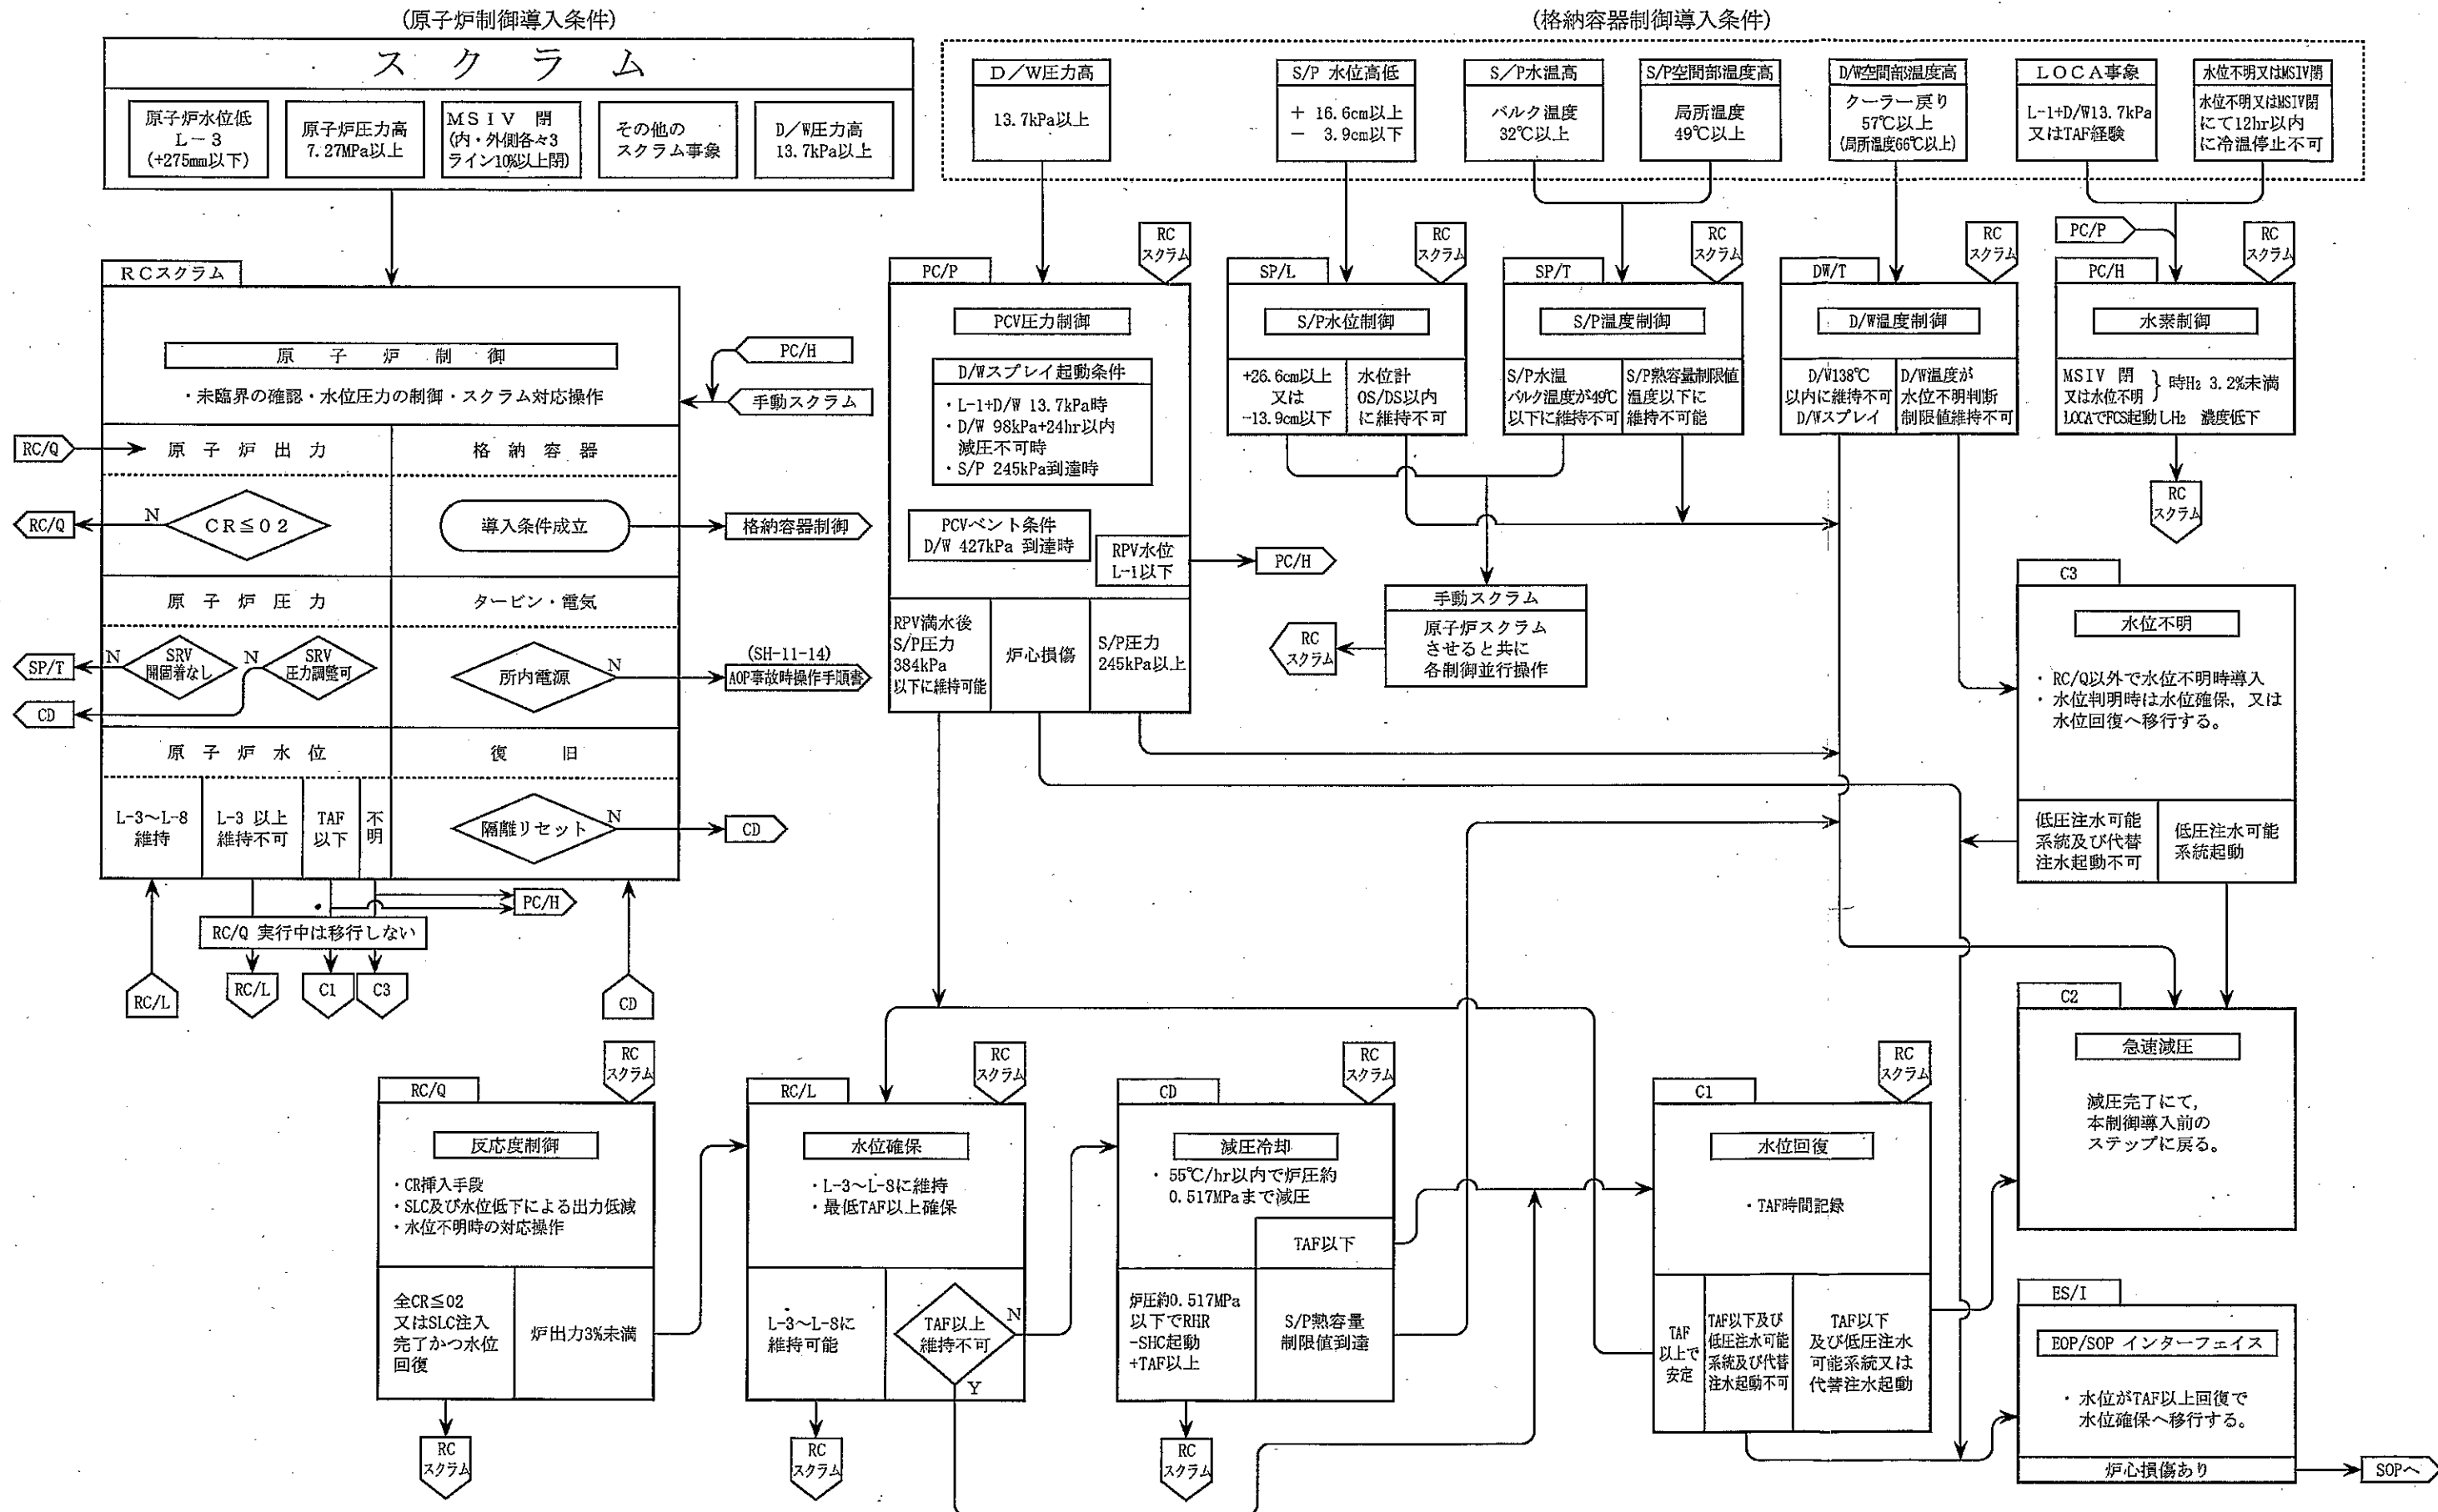 (原子炉制御導入条件)
スクラム
原子炉水位低
L-3
(+275mm以下)
原子炉圧力高
7.27MPa以上
MSIV 閉
(内・外側各々3
ライン10%以上閉)
その他の
スクラム事象
D/W圧力高
13.7kPa以上
(格納容器制御導入条件)
D/W圧力高
13.7kPa以上
S/P 水位高低
+ 16.6cm以上
- 3.9cm以下
S/P水温高
バルク温度
32℃以上
S/P空間部温度高
局所温度
49℃以上
D/W空間部温度高
クーラー戻り
57℃以上
(局所温度66℃以上)
LOCA事象
L-1+D/W13.7kPa
又はTAF経験
水位不明又はMSIV閉
水位不明又はMSIV閉
にて12hr以内
に冷温停止不可
RCスクラム
原子炉制御
・未臨界の確認・水位圧力の制御・スクラム対応操作
PC/H
手動スクラム
RC/Q
原子炉出力
格納容器
RC/Q
N
CR≦02
導入条件成立
格納容器制御
原子炉圧力
タービン・電気
SP/T
N
SRV
開固着なし
N
SRV
圧力調整可
CD
所内電源
N
(SH-11-14)
AOP事故時操作手順書
原子炉水位
復旧
L-3~L-8
維持
L-3 以上
維持不可
TAF
以下
不
明
隔離リセット
N
CD
PC/H
RC/Q 実行中は移行しない
RC/L
RC/L
C1
C3
CD
RC
スクラム
PC/P
PCV圧力制御
D/Wスプレイ起動条件
・L-1+D/W 13.7kPa時
・D/W 98kPa+24hr以内
減圧不可時
・S/P 245kPa到達時
PCVベント条件
D/W 427kPa 到達時
RPV水位
L-1以下
PC/H
RPV満水後
S/P圧力
384kPa
以下に維持可能
炉心損傷
S/P圧力
245kPa以上
RC
スクラム
SP/L
S/P水位制御
+26.6cm以上
又は
-13.9cm以下
水位計
OS/DS以内
に維持不可
RC
スクラム
SP/T
S/P温度制御
S/P水温
バルク温度が49℃
以下に維持不可
S/P熱容量制限値
温度以下に
維持不可能
手動スクラム
原子炉スクラム
させると共に
各制御並行操作
RC
スクラム
RC
スクラム
DW/T
D/W温度制御
D/W138℃
以内に維持不可
D/Wスプレイ
D/W温度が
水位不明判断
制限値維持不可
PC/P
RC
スクラム
PC/H
水素制御
MSIV 閉
又は水位不明
時H₂ 3.2%未満
LOCAでFCS起動しH₂ 濃度低下
RC
スクラム
C3
水位不明
・RC/Q以外で水位不明時導入
・水位判明時は水位確保,又は
水位回復へ移行する。
低圧注水可能
系統及び代替
注水起動不可
低圧注水可能
系統起動
C2
急速減圧
減圧完了にて,
本制御導入前の
ステップに戻る。
RC
スクラム
RC/Q
反応度制御
・CR挿入手段
・SLC及び水位低下による出力低減
・水位不明時の対応操作
全CR≦02
又はSLC注入
完了かつ水位
回復
炉出力3%未満
RC
スクラム
RC
スクラム
RC/L
水位確保
・L-3~L-8に維持
・最低TAF以上確保
L-3~L-8に
維持可能
TAF以上
維持不可
N
Y
RC
スクラム
RC
スクラム
CD
減圧冷却
・55℃/hr以内で炉圧約
0.517MPaまで減圧
TAF以下
炉圧約0.517MPa
以下でRHR
-SHC起動
+TAF以上
S/P熱容量
制限値到達
RC
スクラム
RC
スクラム
C1
水位回復
・TAF時間記録
TAF
以上で
安定
TAF以下及び
低圧注水可能
系統及び代替
注水起動不可
TAF以下
及び低圧注水
可能系統又は
代替注水起動
ES/I
EOP/SOP インターフェイス
・水位がTAF以上回復で
水位確保へ移行する。
炉心損傷あり
SOPへ